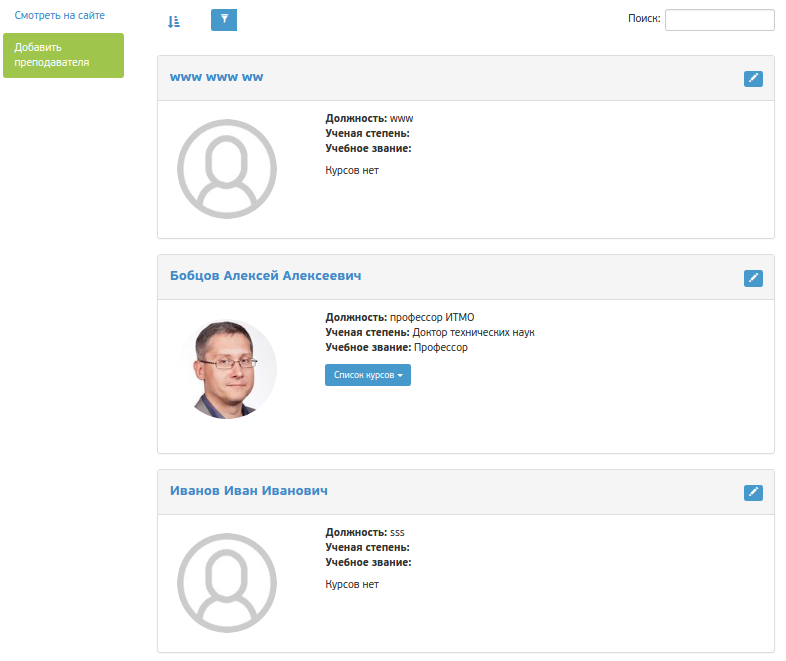 Смотреть на сайте
Добавить
преподавателя
Поиск:
www www ww
Должность: www
Ученая степень:
Учебное звание:
Курсов нет
Бобцов Алексей Алексеевич
Должность: профессор ИТМО
Ученая степень: Доктор технических наук
Учебное звание: Профессор
Список курсов
Иванов Иван Иванович
Должность: sss
Ученая степень:
Учебное звание:
Курсов нет